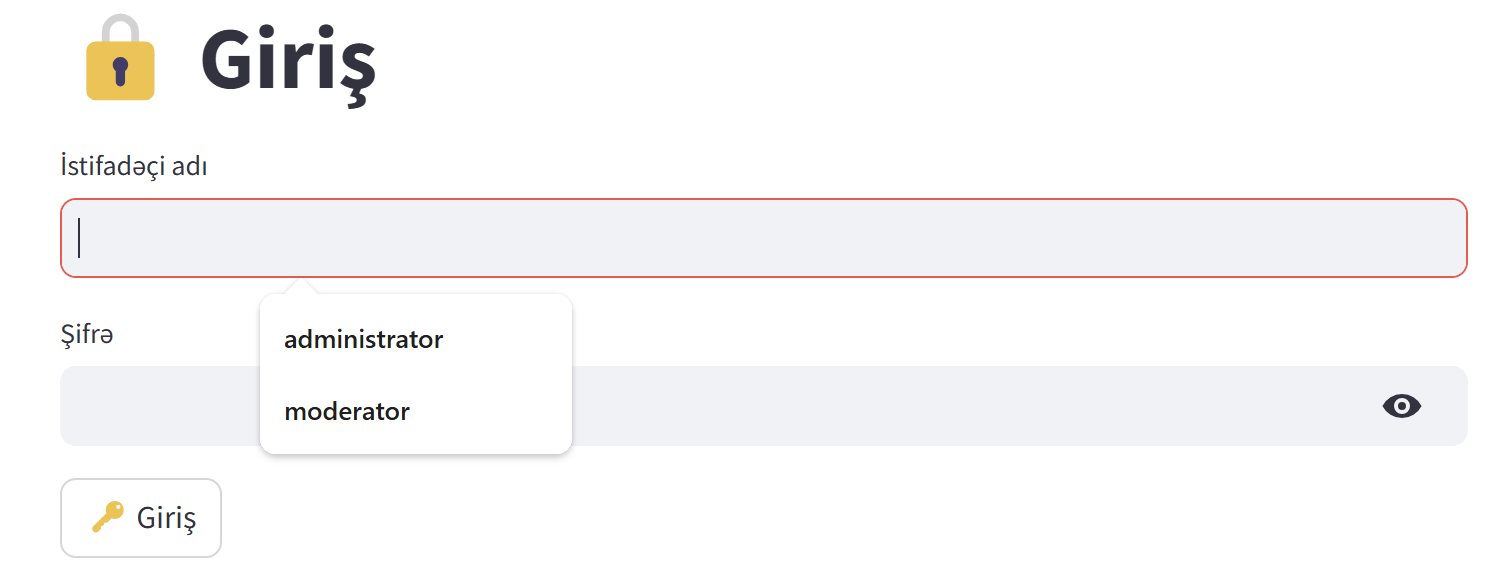 Giriş
İstifadəçi adı
administrator
Şifrə
moderator
Giriş